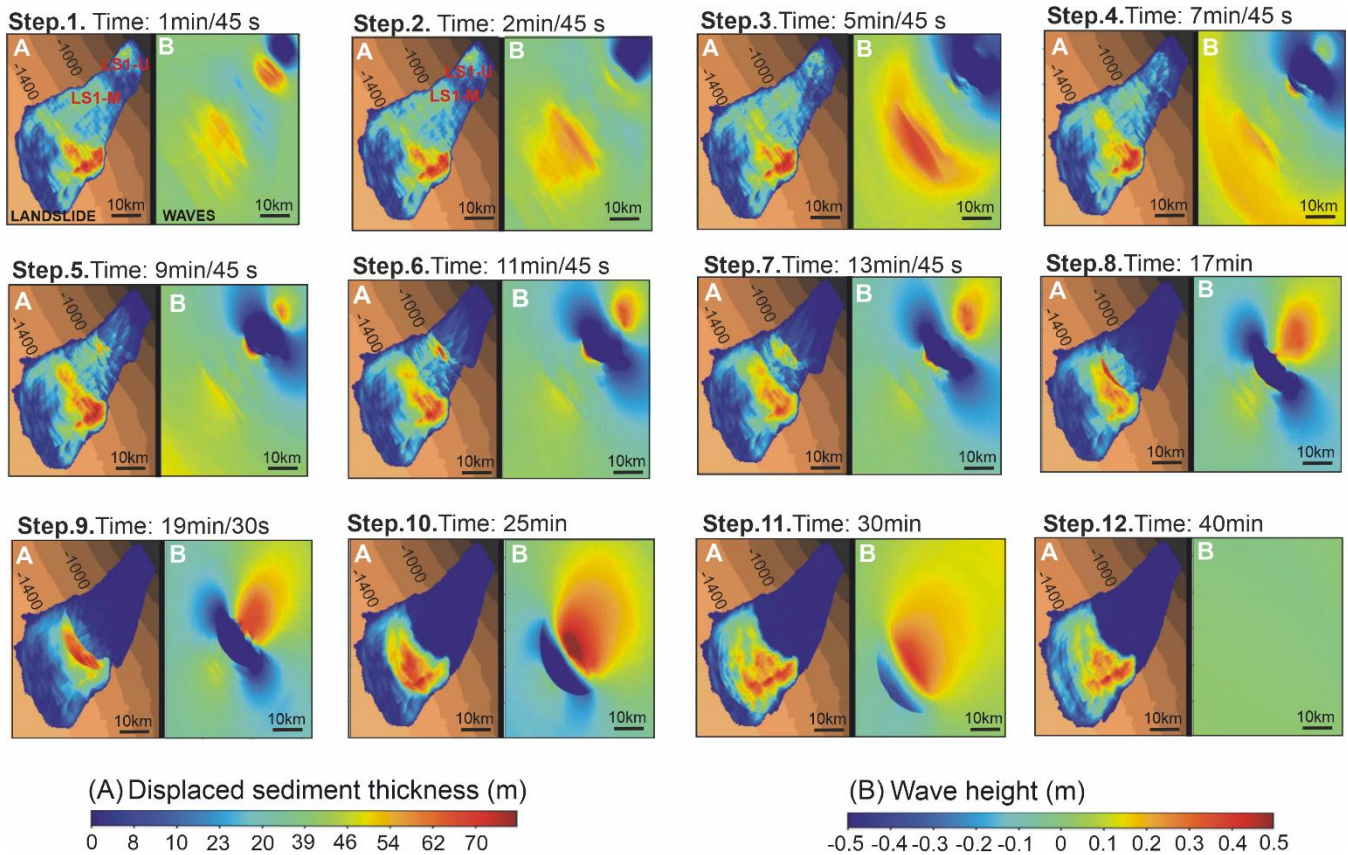 Step.1. Time: 1min/45 s
A
B
-1000
-1400
LS1-U
LS1-M
LANDSLIDE
10km
WAVES
10km
Step.2. Time: 2min/45 s
A
B
-1000
-1400
LS1-U
LS1-M
10km
10km
Step.3. Time: 5min/45 s
A
B
-1000
-1400
10km
10km
Step.4. Time: 7min/45 s
A
B
-1000
-1400
10km
10km
Step.5.Time: 9min/45 s
A
B
-1000
-1400
10km
10km
Step.6.Time: 11min/45 s
A
B
-1000
-1400
10km
10km
Step.7.Time: 13min/45 s
A
B
-1000
-1400
10km
10km
Step.8.Time: 17min
A
B
-1000
-1400
10km
10km
Step.9.Time: 19min/30s
A
B
-1000
-1400
10km
10km
Step.10.Time: 25min
A
B
-1000
-1400
10km
10km
Step.11.Time: 30min
A
B
-1000
-1400
10km
10km
Step.12.Time: 40min
A
B
-1000
-1400
10km
10km
(A) Displaced sediment thickness (m)
0 8 23 20 39 46 54 62 70
(B) Wave height (m)
-0.5 -0.4 -0.3 -0.2 -0.1 0 0.1 0.2 0.3 0.4 0.5